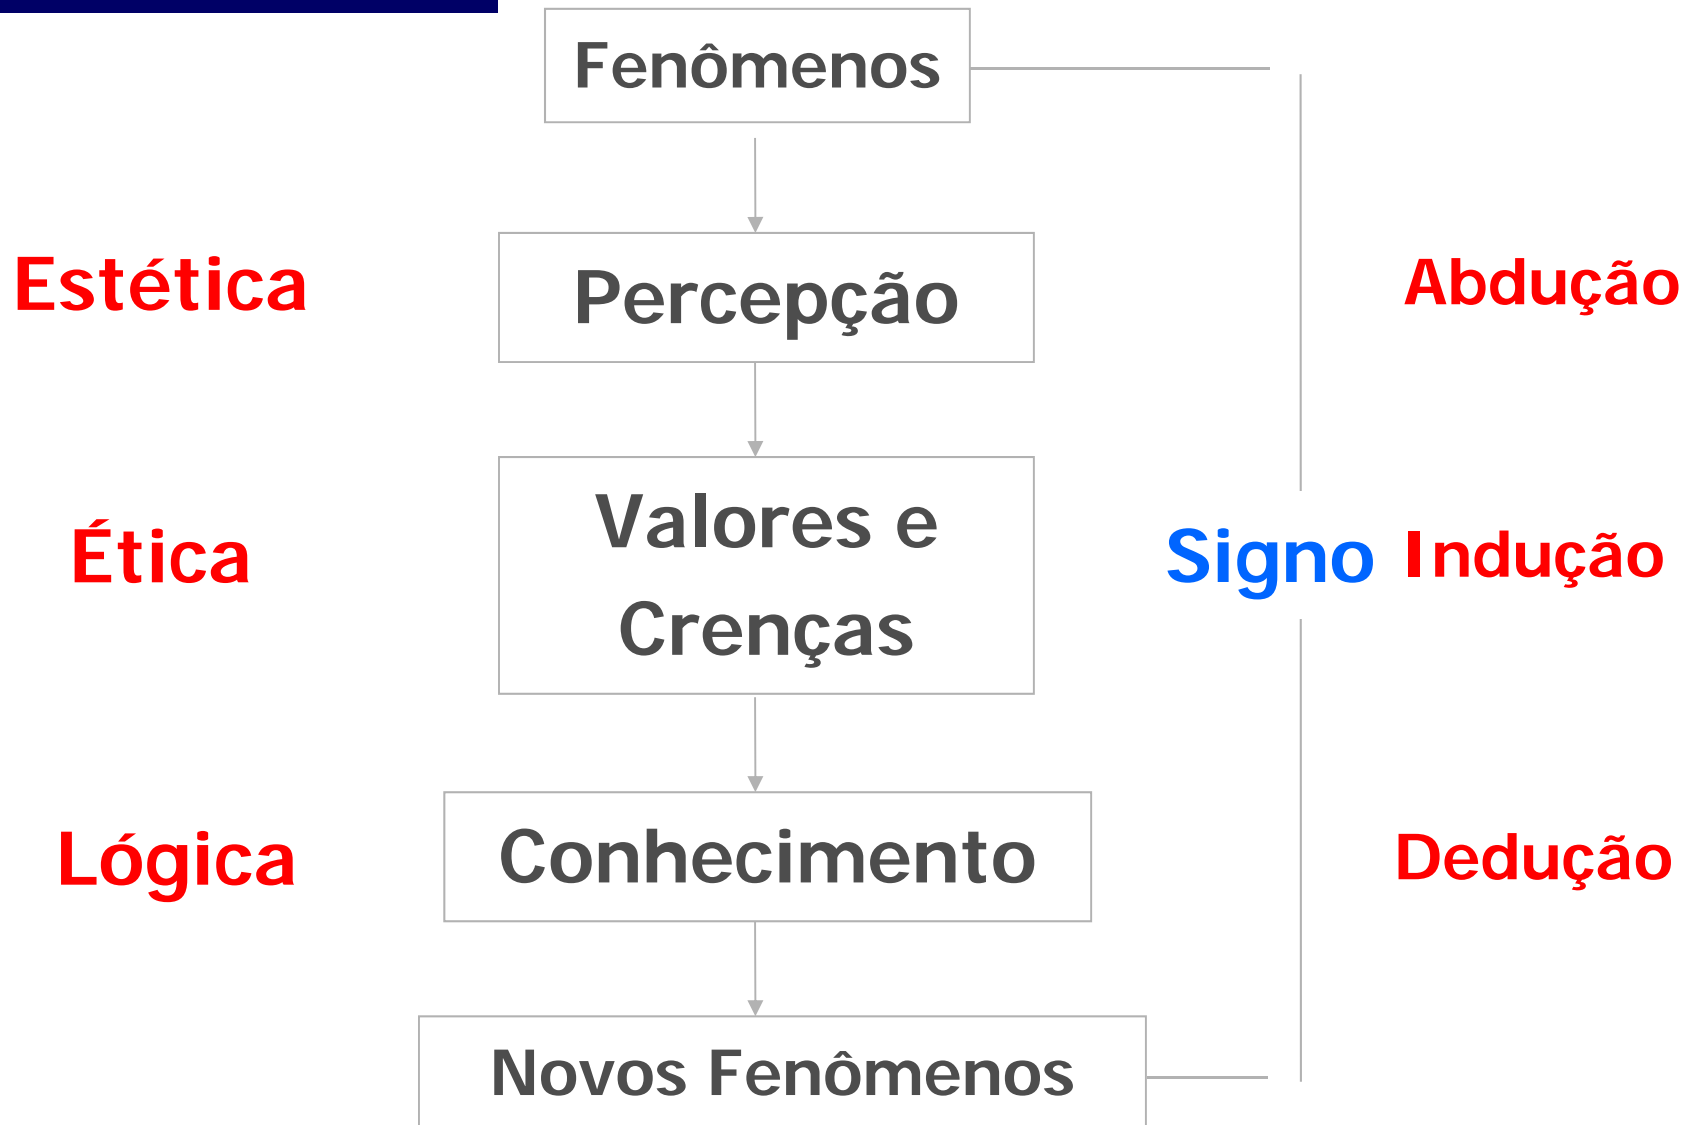 Fenômenos
Estética
Percepção
Abdução
Ética
Valores e
Crenças
Signo
Indução
Lógica
Conhecimento
Dedução
Novos Fenômenos